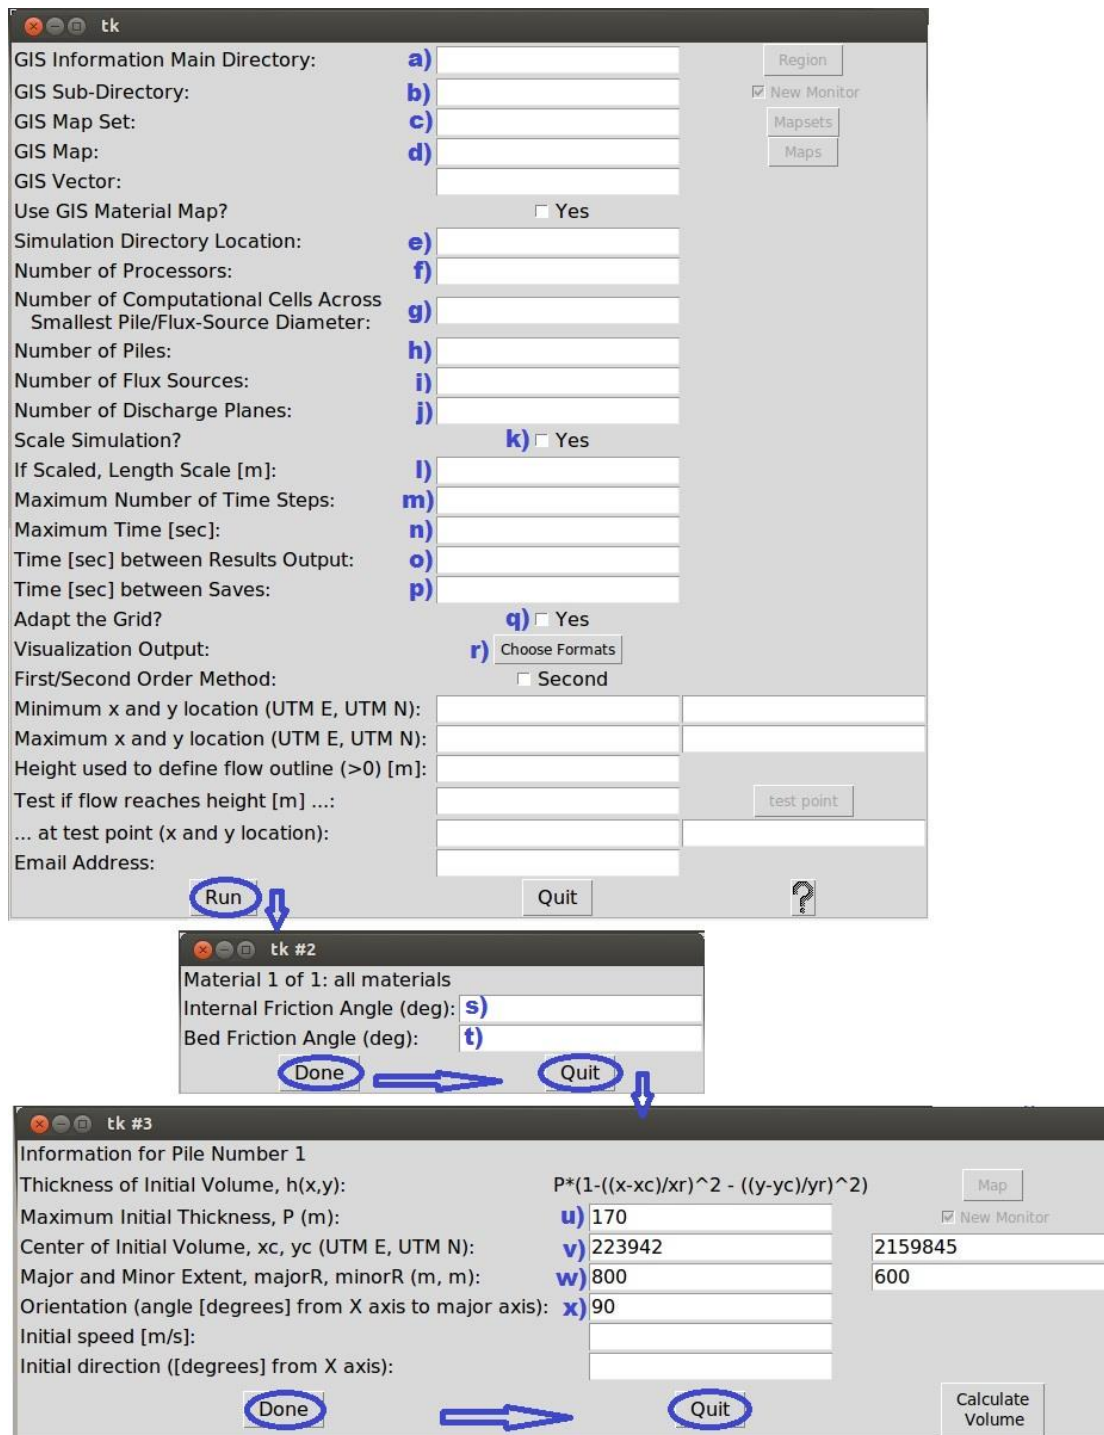 tk
GIS Information Main Directory: a) Region
GIS Sub-Directory: b) New Monitor
GIS Map Set: c) Mapsets
GIS Map: d) Maps
GIS Vector:
Use GIS Material Map? Yes
Simulation Directory Location: e)
Number of Processors: f)
Number of Computational Cells Across
Smallest Pile/Flux-Source Diameter: g)
Number of Piles: h)
Number of Flux Sources: i)
Number of Discharge Planes: j)
Scale Simulation? k) Yes
If Scaled, Length Scale [m]: l)
Maximum Number of Time Steps: m)
Maximum Time [sec]: n)
Time [sec] between Results Output: o)
Time [sec] between Saves: p)
Adapt the Grid? q) Yes
Visualization Output: r) Choose Formats
First/Second Order Method: Second
Minimum x and y location (UTM E, UTM N):
Maximum x and y location (UTM E, UTM N):
Height used to define flow outline (>0) [m]:
Test if flow reaches height [m] ...: test point
... at test point (x and y location):
Email Address:
Run Quit ?
tk #2
Material 1 of 1: all materials
Internal Friction Angle (deg): s)
Bed Friction Angle (deg): t)
Done Quit
tk #3
Information for Pile Number 1
Thickness of Initial Volume, h(x,y): P*(1-((x-xc)/xr)^2 - ((y-yc)/yr)^2) Map
Maximum Initial Thickness, P (m): u) 170 New Monitor
Center of Initial Volume, xc, yc (UTM E, UTM N): v) 223942 2159845
Major and Minor Extent, majorR, minorR (m, m): w) 800 600
Orientation (angle [degrees] from X axis to major axis): x) 90
Initial speed [m/s]:
Initial direction ([degrees] from X axis):
Done Quit Calculate
Volume